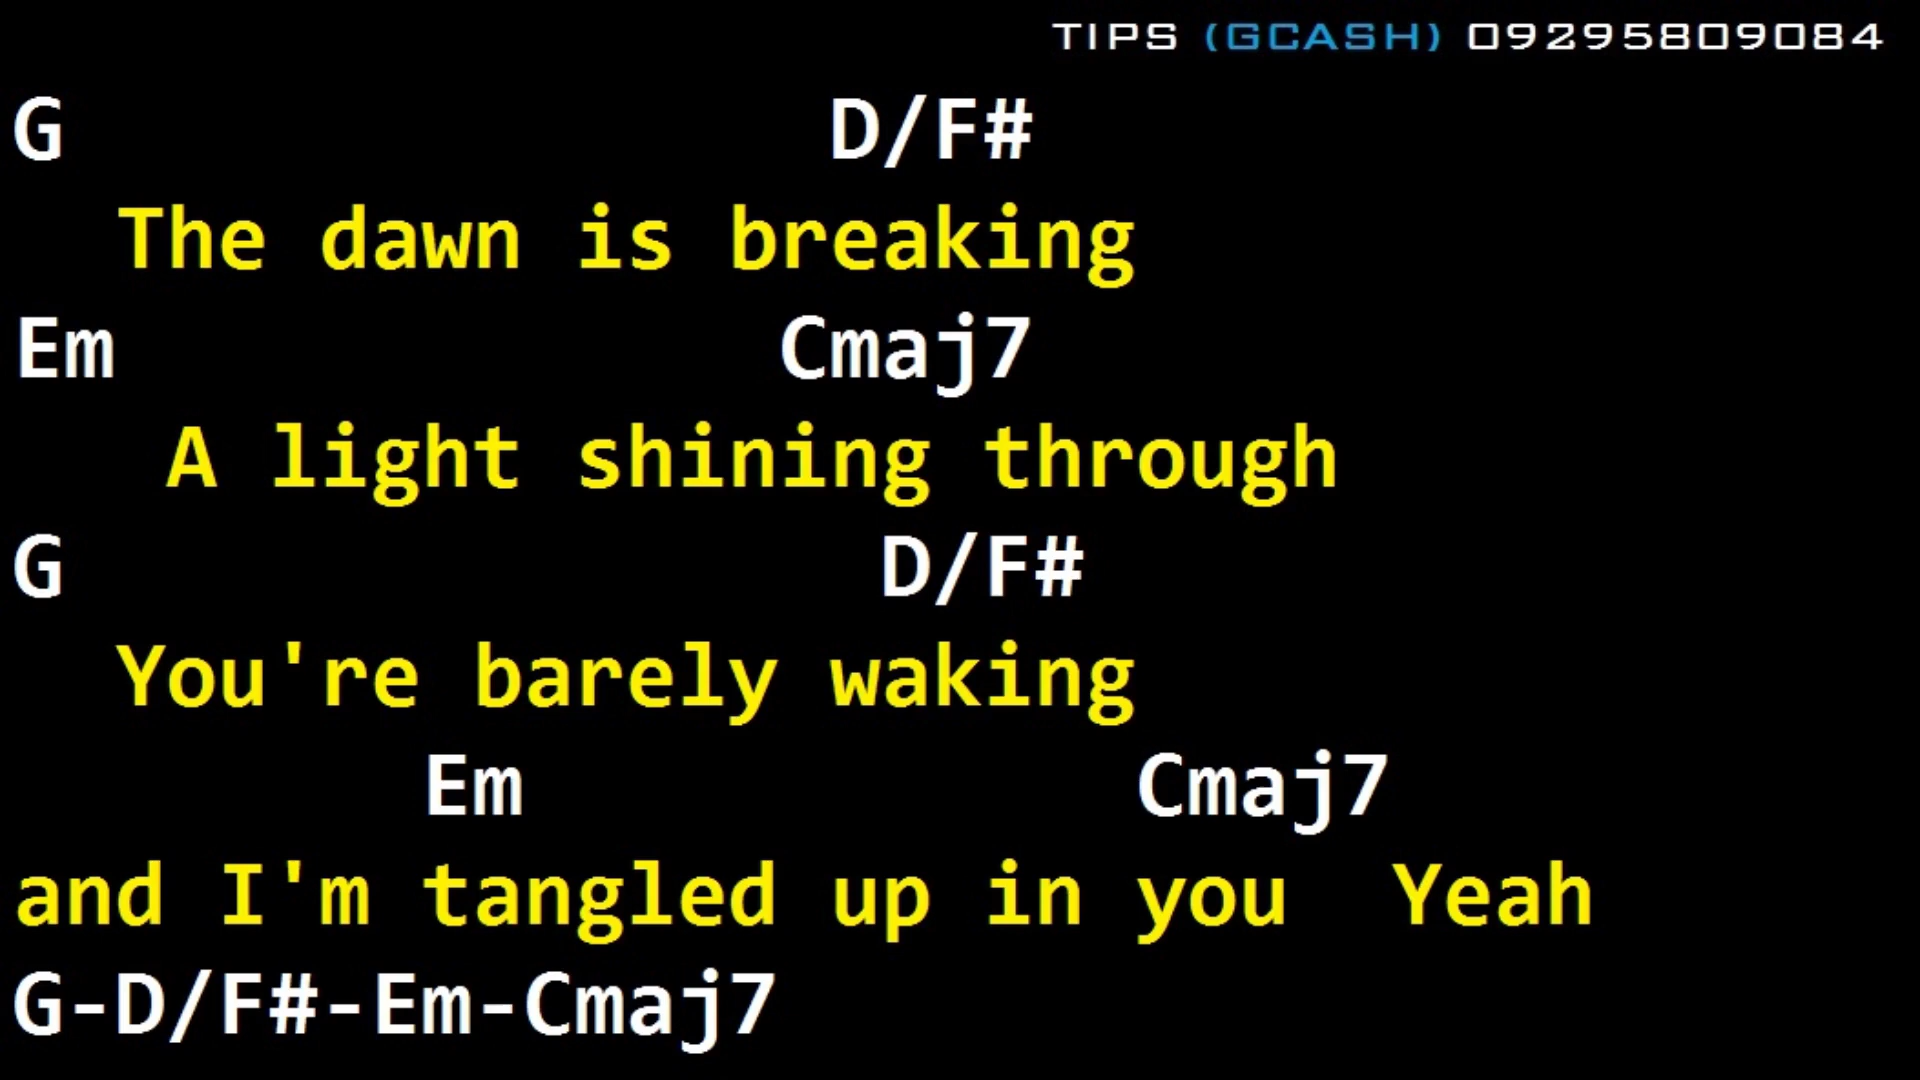 TIPS (GCASH) 09295809084
G D/F#
The dawn is breaking
Em Cmaj7
A light shining through
G D/F#
You're barely waking
Em Cmaj7
and I'm tangled up in you Yeah
G-D/F#-Em-Cmaj7